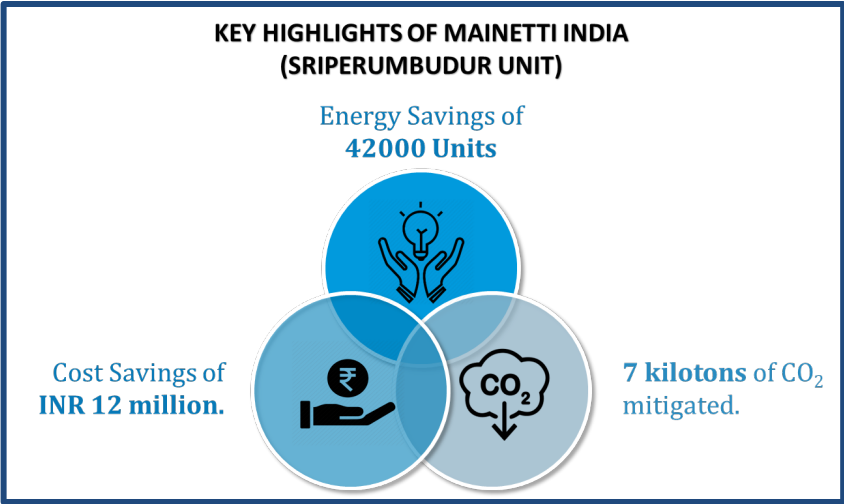 KEY HIGHLIGHTS OF MAINETTI INDIA
(SRIPERUMBUDUR UNIT)
Energy Savings of
42000 Units
Cost Savings of
INR 12 million.
₹
CO₂
7 kilotons of CO₂
mitigated.